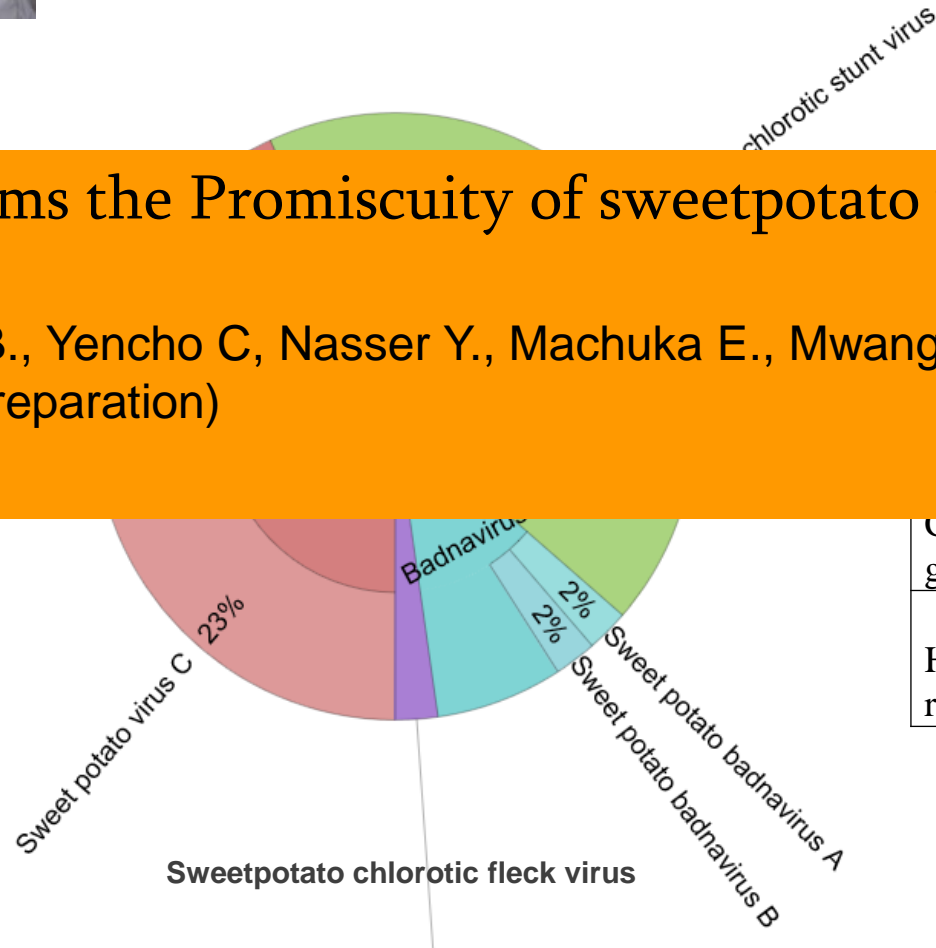 chlorotic stunt virus
ms the Promiscuity of sweetpotato
., Yencho C, Nasser Y., Machuka E., Mwang
reparation)
Badnavirus
2%
2%
23%
Sweet potato virus C
Sweet potato badnavirus A
Sweet potato badnavirus B
Sweetpotato chlorotic fleck virus
g
H
r